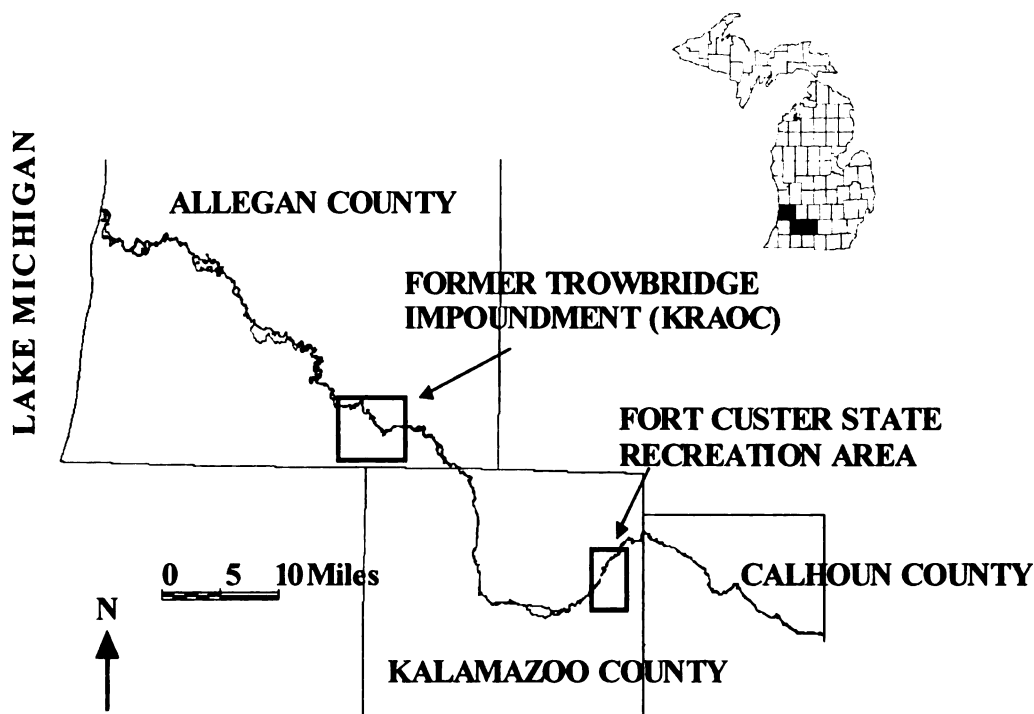 LAKE MICHIGAN
ALLEGAN COUNTY
FORMER TROWBRIDGE
IMPOUNDMENT (KRAOC)
FORT CUSTER STATE
RECREATION AREA
0 5 10 Miles
CALHOUN COUNTY
N
KALAMAZOO COUNTY